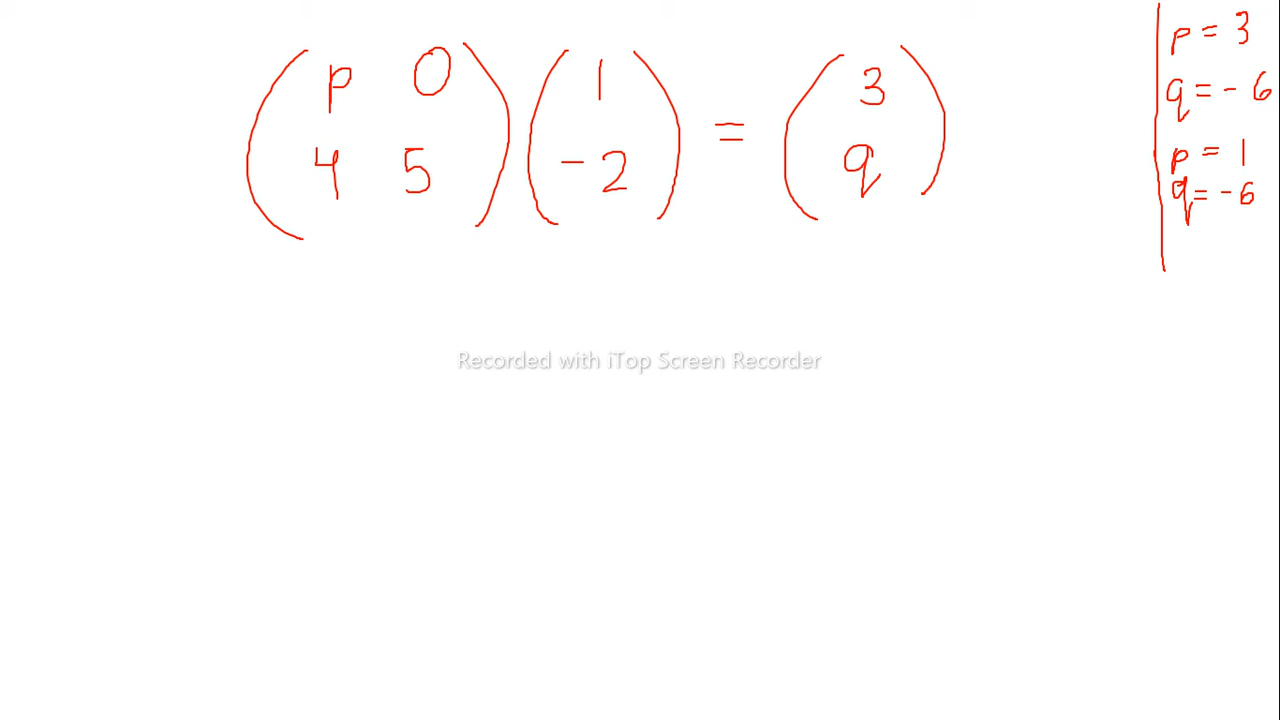 (p 0) (1) = (3)
(4 5) (-2) (q)
p = 3
q = - 6
p = 1
q = - 6
Recorded with iTop Screen Recorder